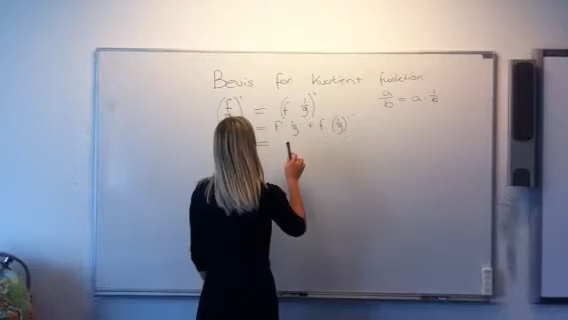 Bevis for Kvotient funktion
(f/g)' = (f · 1/g)'
a/b = a · 1/b
= f' · 1/g + f · (1/g)'
=